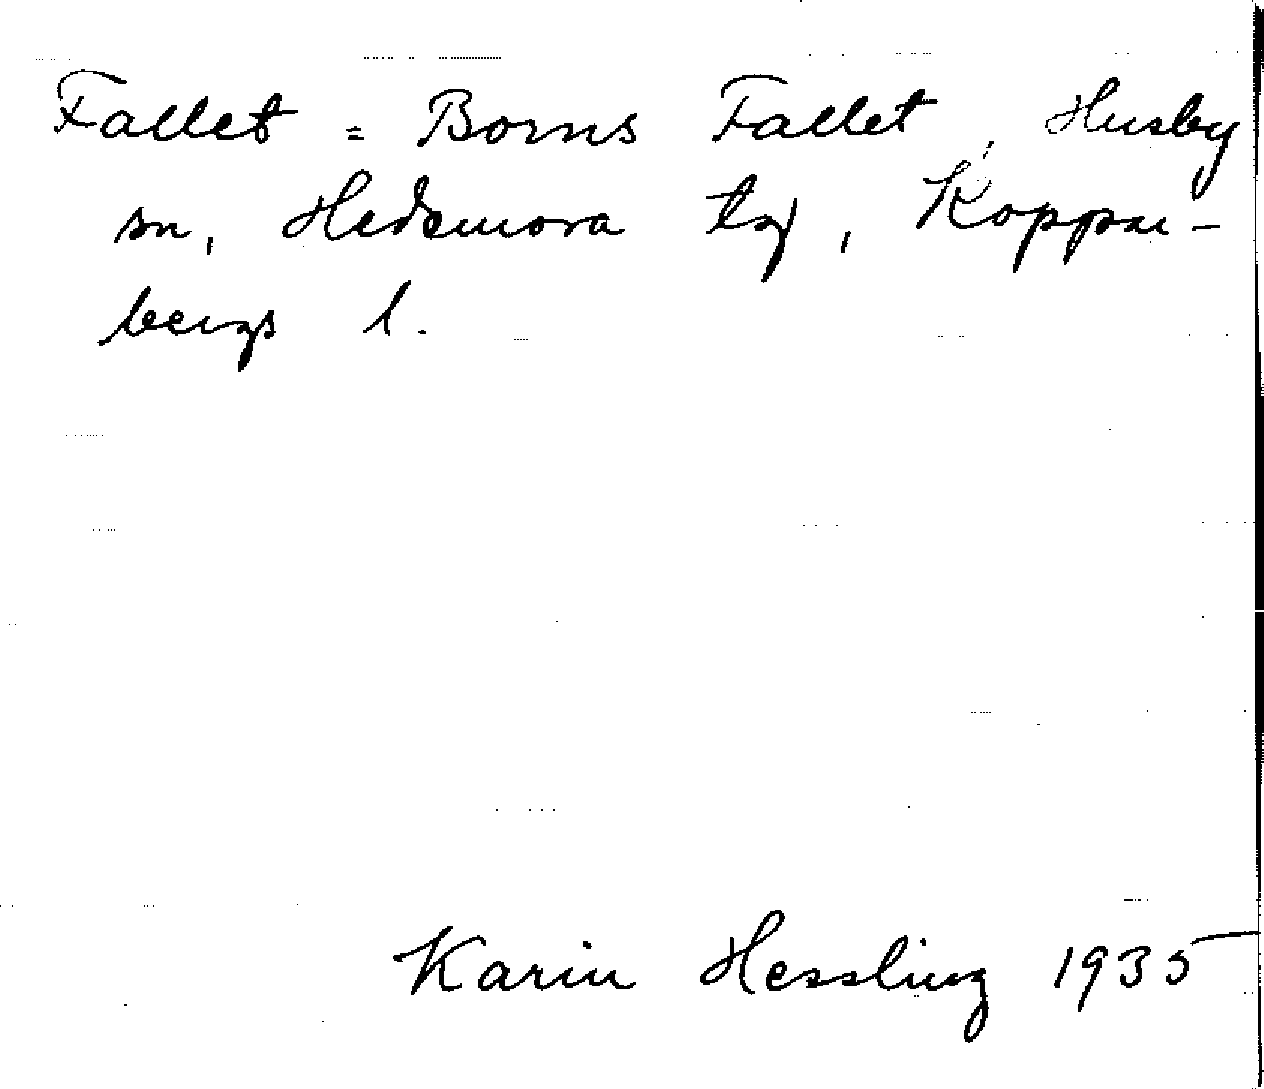 Fallet = Borns Fallet, Husby
sn, Hedemora tg, Koppar-
bergs l.
Karin Hessling 1935